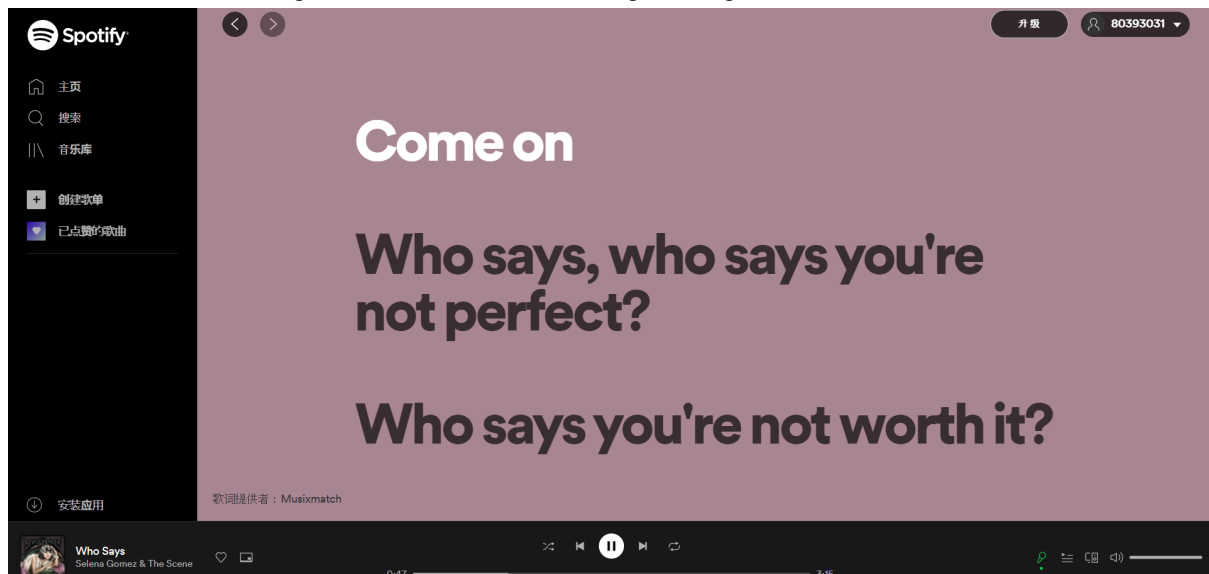 Spotify
升级
80393031
主页
搜索
音乐库
创建歌单
已点赞的歌曲
Come on
Who says, who says you're
not perfect?
Who says you're not worth it?
安装应用
歌词提供者：Musixmatch
Who Says
Selena Gomez & The Scene
0:47
3:15